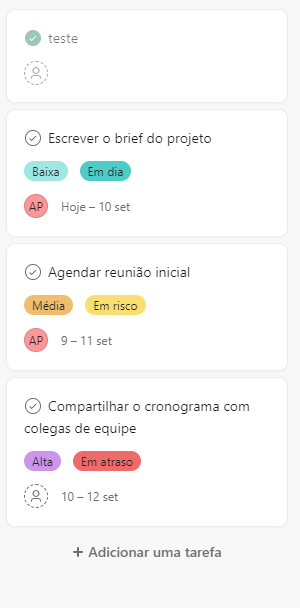 teste
Escrever o brief do projeto
Baixa Em dia
AP Hoje – 10 set
Agendar reunião inicial
Média Em risco
AP 9 – 11 set
Compartilhar o cronograma com
colegas de equipe
Alta Em atraso
10 – 12 set
+ Adicionar uma tarefa